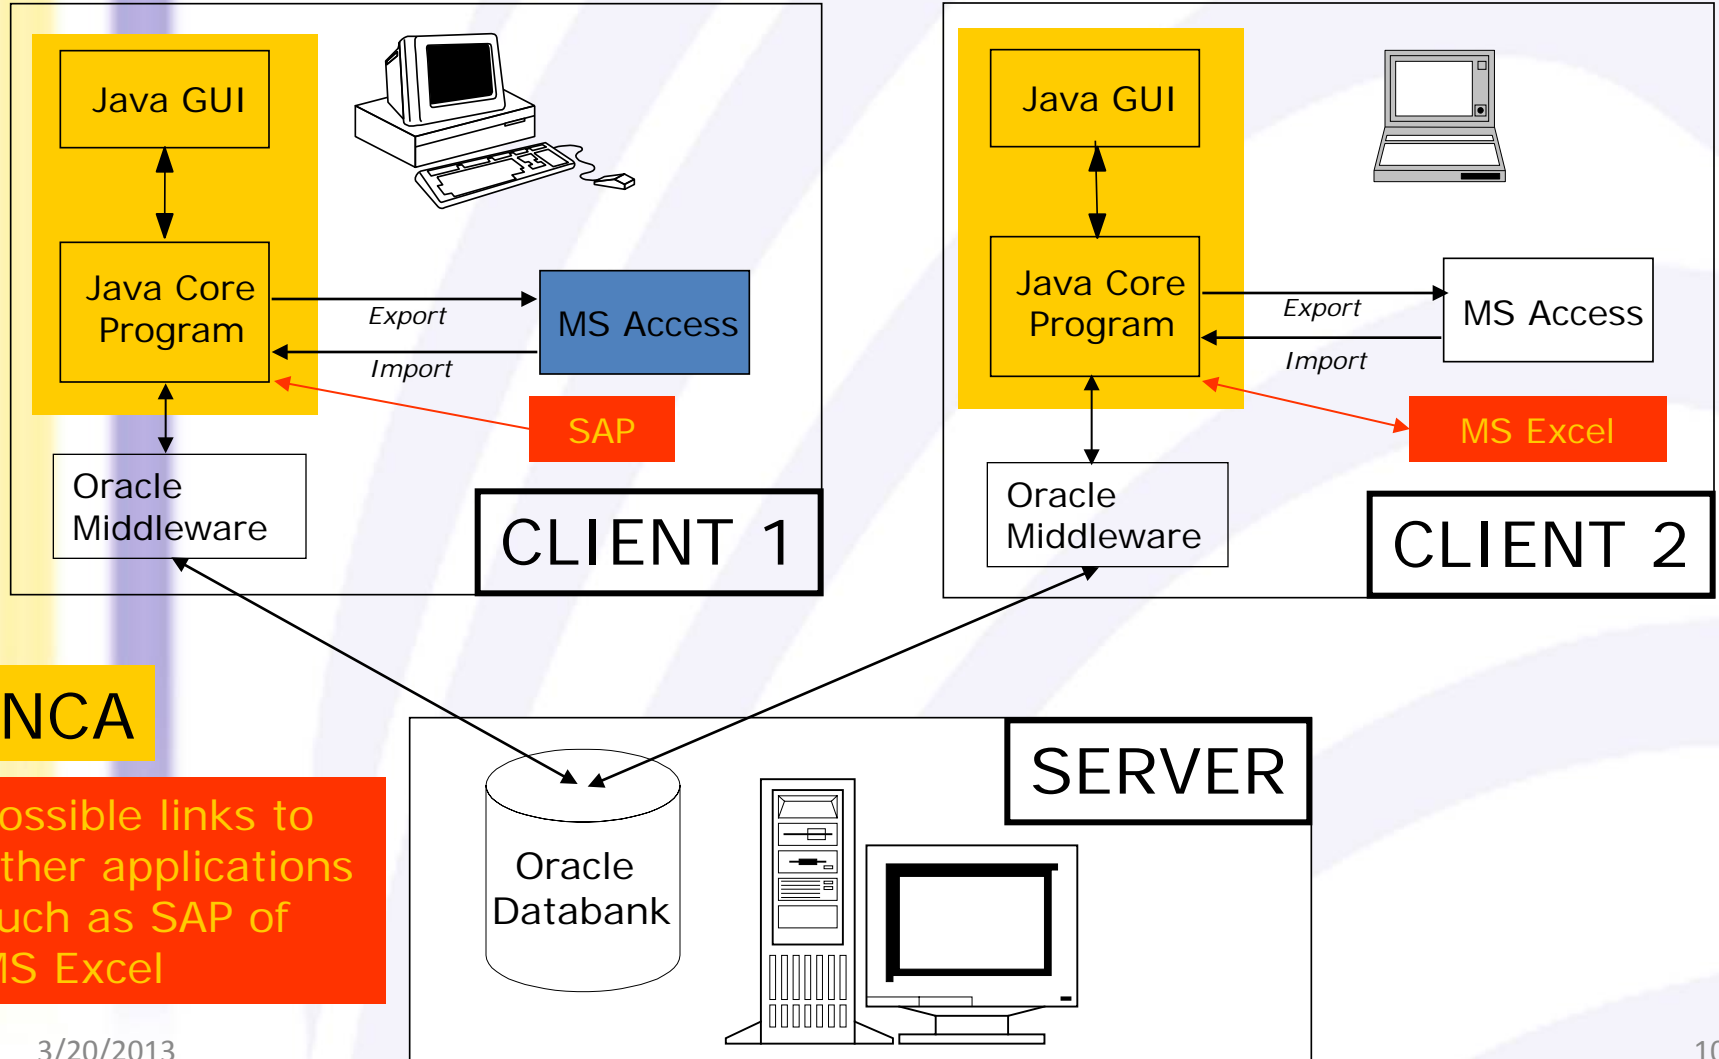 Java GUI
Java Core
Program
Export
Import
MS Access
SAP
Oracle
Middleware
CLIENT 1
Java GUI
Java Core
Program
Export
Import
MS Access
MS Excel
Oracle
Middleware
CLIENT 2
NCA
ossible links to
ther applications
uch as SAP of
MS Excel
SERVER
Oracle
Databank
3/20/2013
10